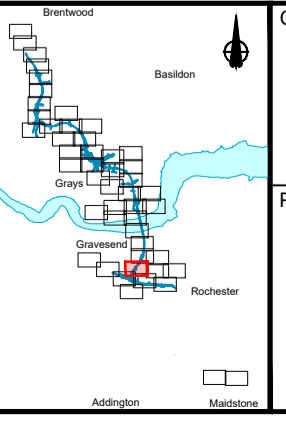 Brentwood
Basildon
Grays
Gravesend
Rochester
Addington
Maidstone